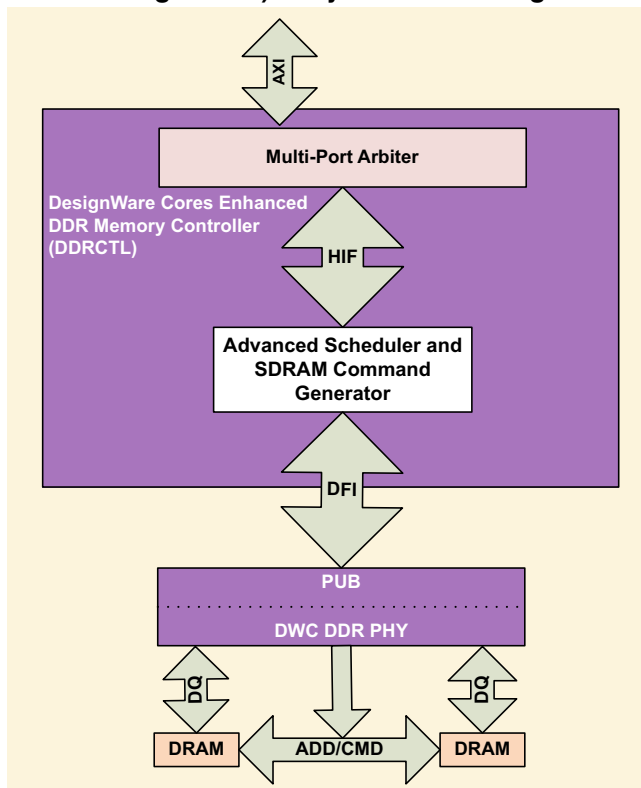 AXI
Multi-Port Arbiter
DesignWare Cores Enhanced
DDR Memory Controller
(DDRCTL)
HIF
Advanced Scheduler and
SDRAM Command
Generator
DFI
PUB
DWC DDR PHY
DQ
DQ
DRAM
ADD/CMD
DRAM